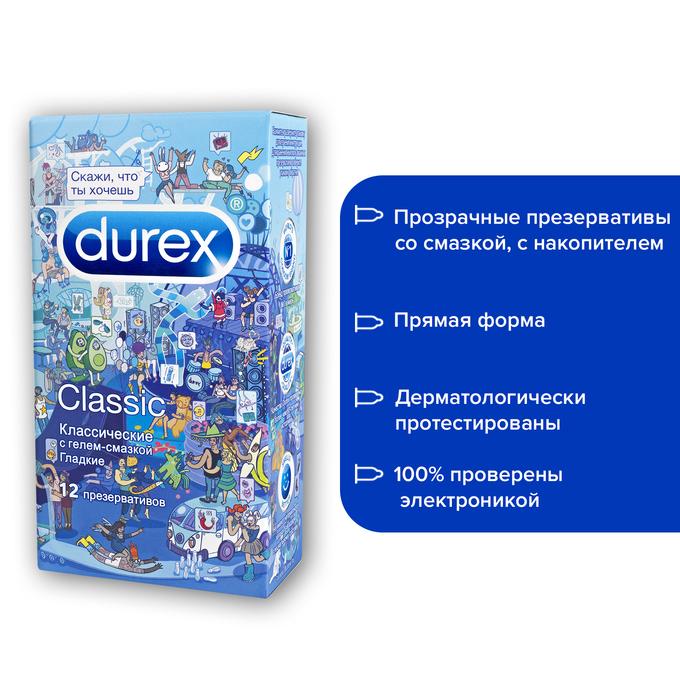 Скажи, что
ты хочешь
durex
®
Classic
Классические
с гелем-смазкой
Гладкие
12 презервативов
Прозрачные презервативы
со смазкой, с накопителем
Прямая форма
Дерматологически
протестированы
100% проверены
электроникой